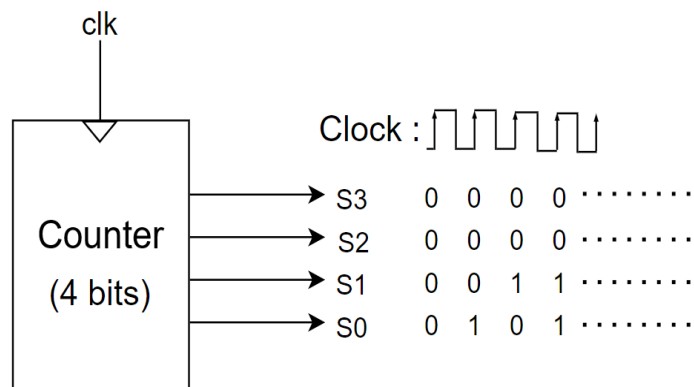 clk
Clock :
Counter
(4 bits)
S3 0 0 0 0 ........
S2 0 0 0 0 ........
S1 0 0 1 1 ........
S0 0 1 0 1 ........